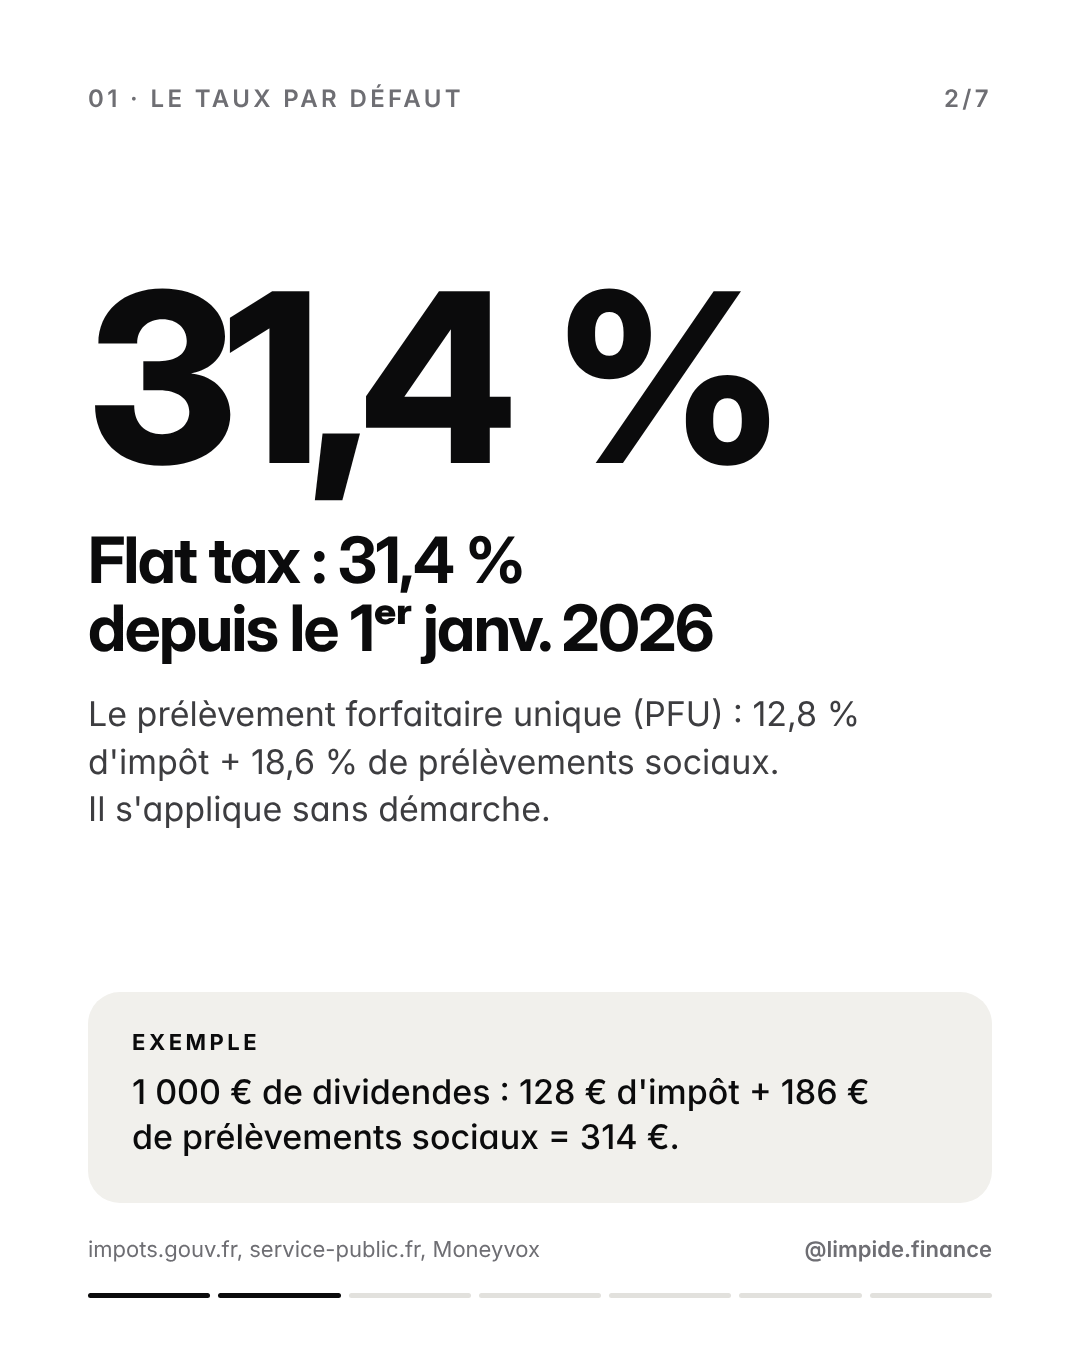 01 · LE TAUX PAR DÉFAUT
2/7
31,4 %
Flat tax : 31,4 %
depuis le 1er janv. 2026
Le prélèvement forfaitaire unique (PFU) : 12,8 %
d'impôt + 18,6 % de prélèvements sociaux.
Il s'applique sans démarche.
EXEMPLE
1 000 € de dividendes : 128 € d'impôt + 186 €
de prélèvements sociaux = 314 €.
impots.gouv.fr, service-public.fr, Moneyvox
@limpide.finance